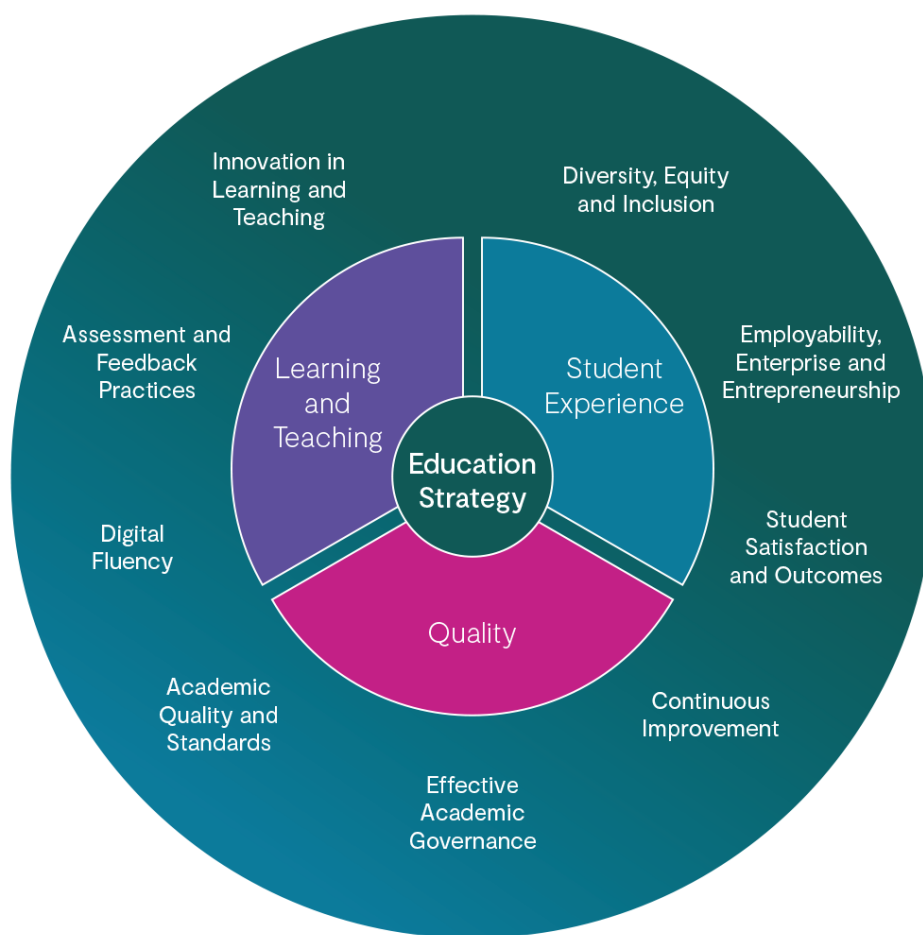 Innovation in
Learning and
Teaching
Diversity, Equity
and Inclusion
Assessment and
Feedback
Practices
Employability,
Enterprise and
Entrepreneurship
Learning
and
Teaching
Student
Experience
Education
Strategy
Digital
Fluency
Student
Satisfaction
and Outcomes
Quality
Academic
Quality and
Standards
Continuous
Improvement
Effective
Academic
Governance